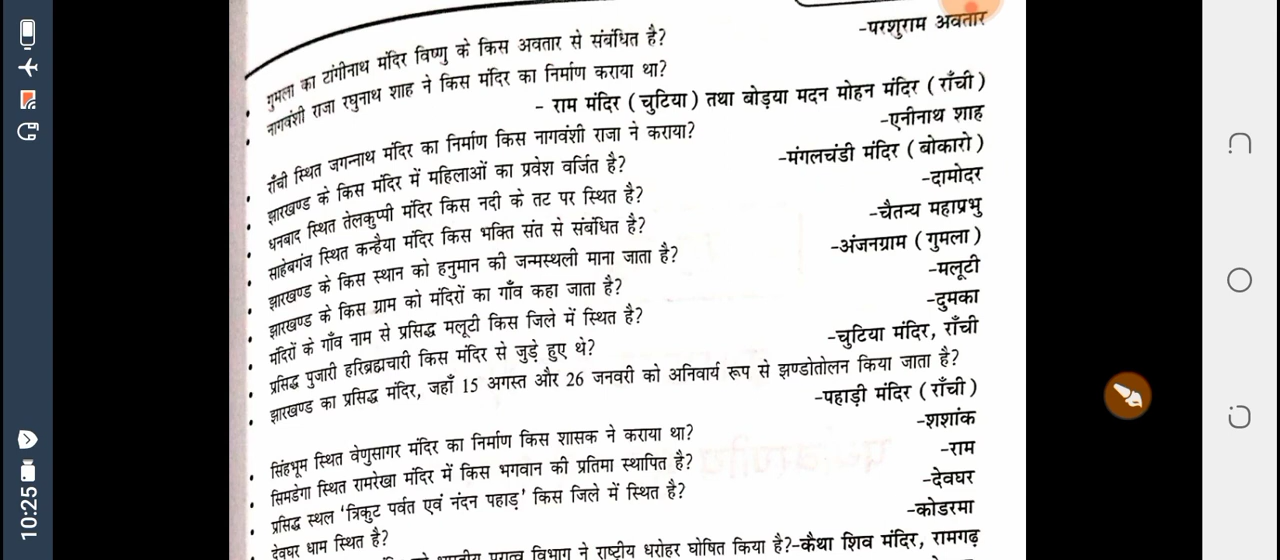 -परशुराम अवतार
गुमला का टांगीनाथ मंदिर विष्णु के किस अवतार से संबंधित है?
नागवंशी राजा रघुनाथ शाह ने किस मंदिर का निर्माण कराया था?
- राम मंदिर (चुटिया) तथा बोड़या मदन मोहन मंदिर (राँची)
राँची स्थित जगन्नाथ मंदिर का निर्माण किस नागवंशी राजा ने कराया? -एनीनाथ शाह
झारखण्ड के किस मंदिर में महिलाओं का प्रवेश वर्जित है? -मंगलचंडी मंदिर (बोकारो)
धनबाद स्थित तेलकुप्पी मंदिर किस नदी के तट पर स्थित है? -दामोदर
साहेबगंज स्थित कन्हैया मंदिर किस भक्ति संत से संबंधित है? -चैतन्य महाप्रभु
झारखण्ड के किस स्थान को हनुमान की जन्मस्थली माना जाता है? -अंजनग्राम (गुमला)
झारखण्ड के किस ग्राम को मंदिरों का गाँव कहा जाता है? -मलूटी
मंदिरों के गाँव नाम से प्रसिद्ध मलूटी किस जिले में स्थित है? -दुमका
प्रसिद्ध पुजारी हरिब्रह्मचारी किस मंदिर से जुड़े हुए थे? -चुटिया मंदिर, राँची
झारखण्ड का प्रसिद्ध मंदिर, जहाँ 15 अगस्त और 26 जनवरी को अनिवार्य रूप से झण्डोतोलन किया जाता है?
-पहाड़ी मंदिर (राँची)
सिंहभूम स्थित वेणुसागर मंदिर का निर्माण किस शासक ने कराया था? -शशांक
सिमडेगा स्थित रामरेखा मंदिर में किस भगवान की प्रतिमा स्थापित है? -राम
प्रसिद्ध स्थल 'त्रिकुट पर्वत एवं नंदन पहाड़' किस जिले में स्थित है? -देवघर
देवघर धाम स्थित है? -कोडरमा
विभाग ने राष्ट्रीय धरोहर घोषित किया है?-कैथा शिव मंदिर, रामगढ़
10:25